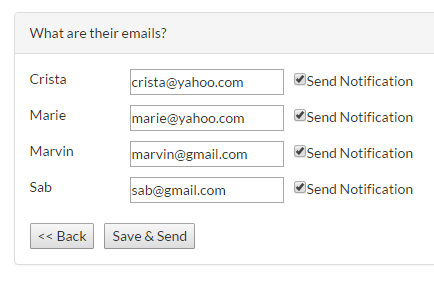 What are their emails?
Crista crista@yahoo.com Send Notification
Marie marie@yahoo.com Send Notification
Marvin marvin@gmail.com Send Notification
Sab sab@gmail.com Send Notification
<< Back Save & Send